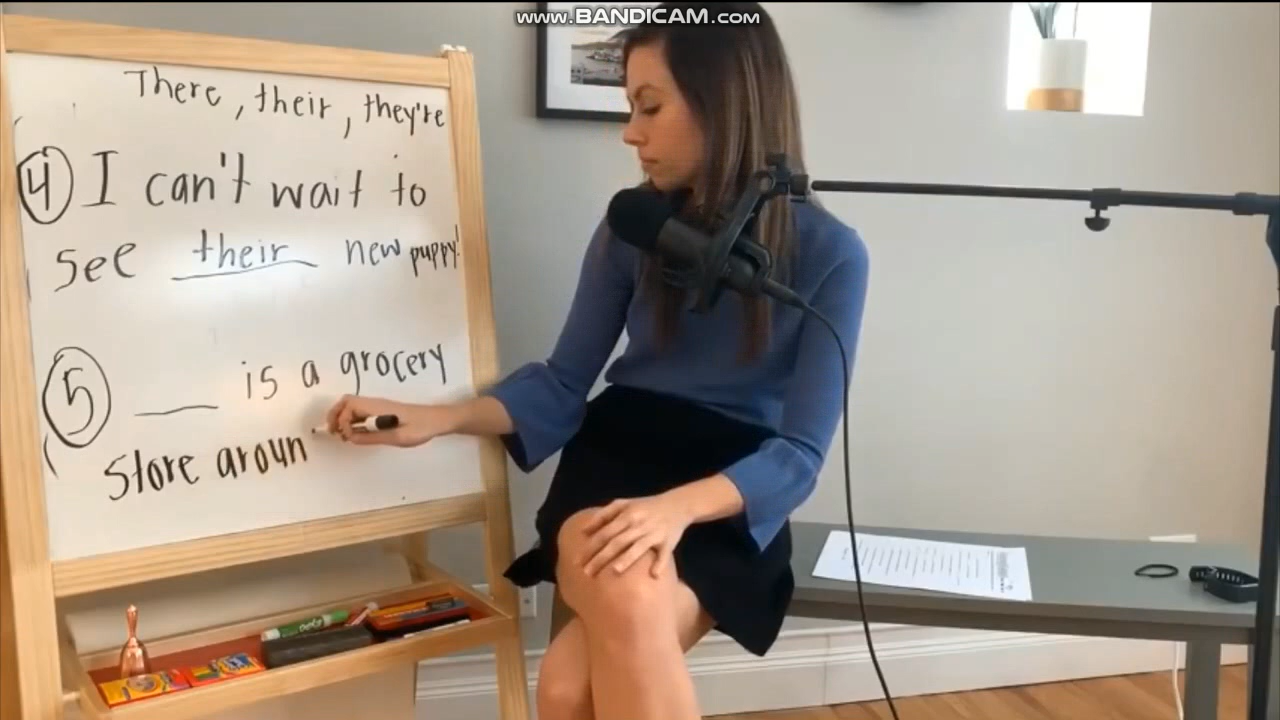 www.BANDICAM.com
There, their, they're
4 I can't wait to
see their new puppy!
5 ___ is a grocery
store aroun